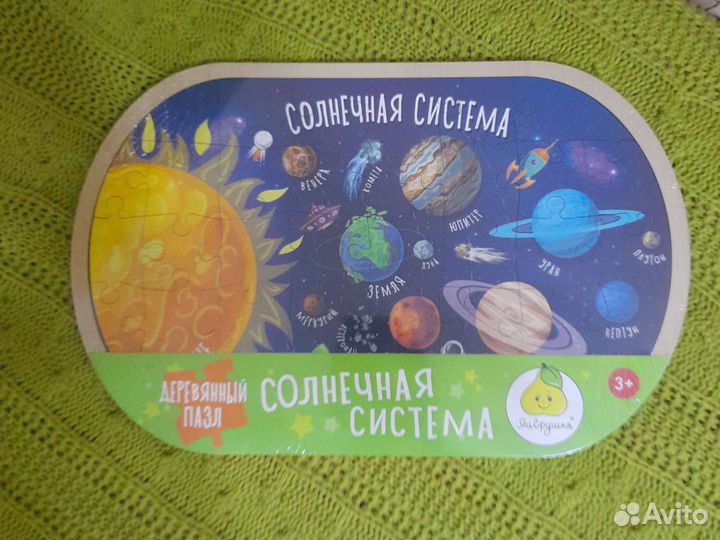 СОЛНЕЧНАЯ СИСТЕМА
ВЕНЕРА
КОМЕТА
ЮПИТЕР
ЗЕМЛЯ
ЛУНА
УРАН
ПЛУТОН
МЕРКУРИЙ
НЕПТУН
ДЕРЕВЯННЫЙ
ПАЗЛ
СОЛНЕЧНАЯ
СИСТЕМА
ЯиГрушка
3+
Avito